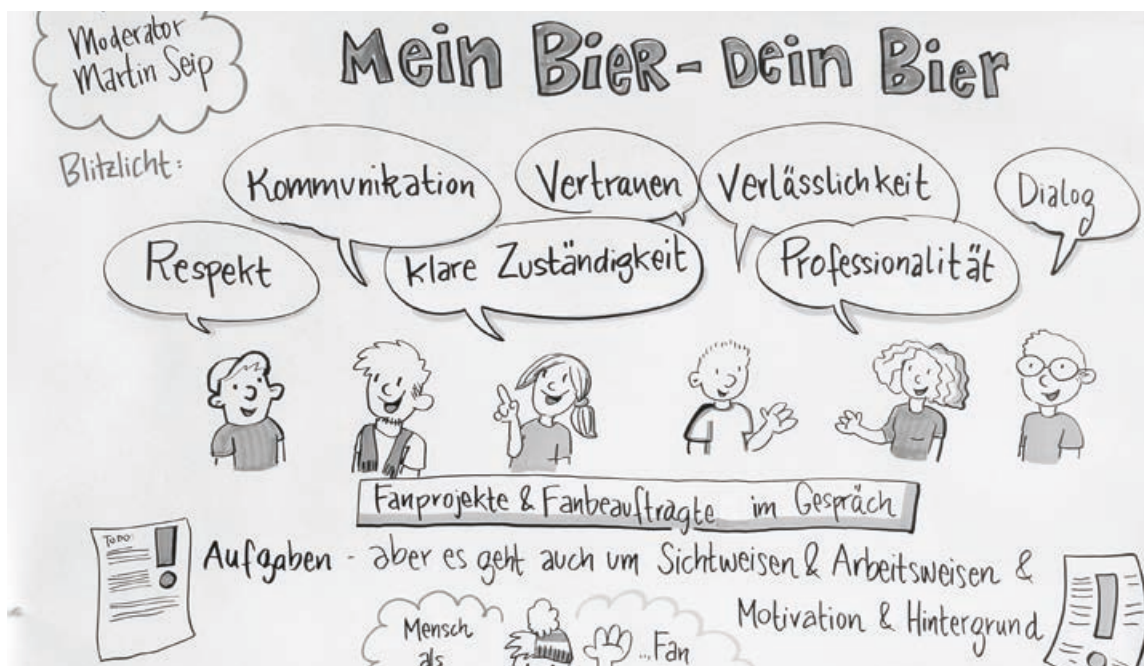 Moderator
Martin Seip
Mein Bier - Dein Bier
Blitzlicht:
Kommunikation
Vertrauen
Verlässlichkeit
Dialog
Respekt
klare Zuständigkeit
Professionalität
Fanprojekte & Fanbeauftragte im Gespräch
TODO:
Aufgaben - aber es geht auch um Sichtweisen & Arbeitsweisen &
Motivation & Hintergrund
Mensch
als
...Fan